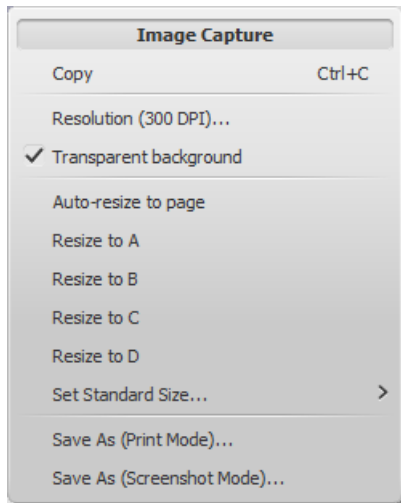 Image Capture
Copy Ctrl+C
Resolution (300 DPI)...
Transparent background
Auto-resize to page
Resize to A
Resize to B
Resize to C
Resize to D
Set Standard Size...
Save As (Print Mode)...
Save As (Screenshot Mode)...